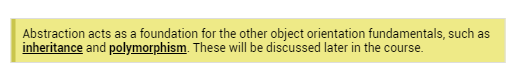 Abstraction acts as a foundation for the other object orientation fundamentals, such as
inheritance and polymorphism. These will be discussed later in the course.